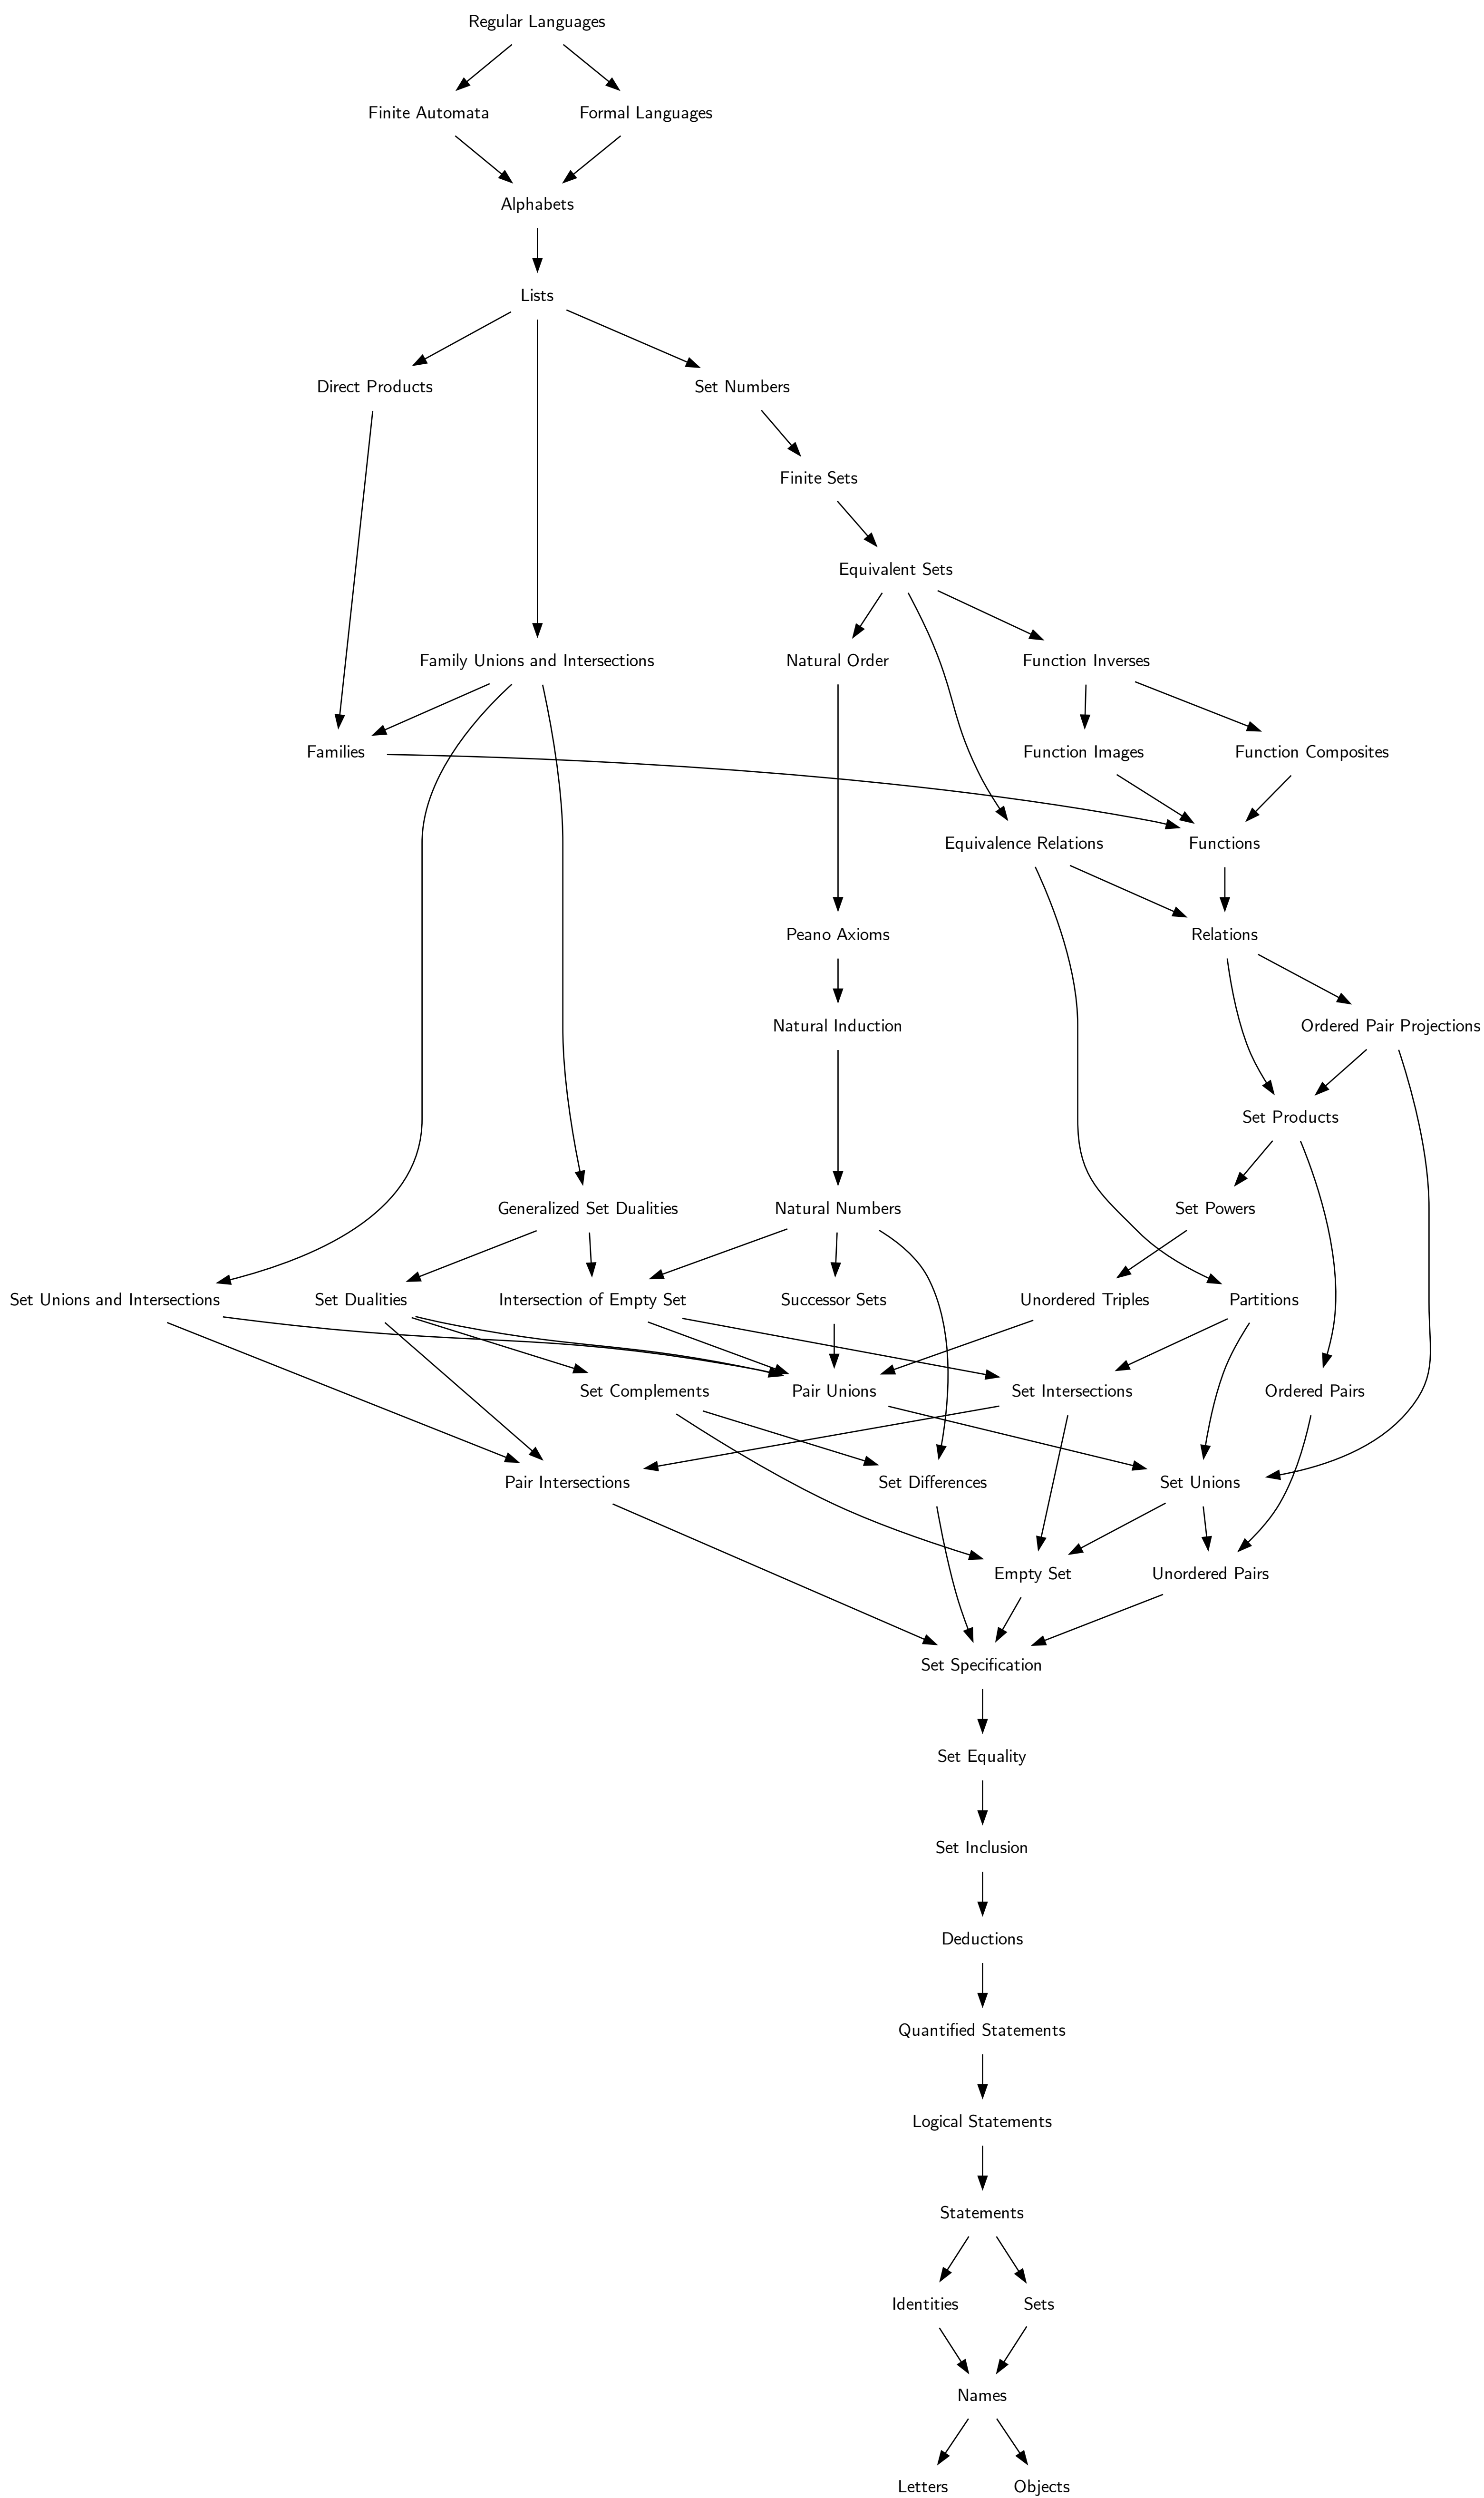 Regular Languages
Finite Automata
Formal Languages
Alphabets
Lists
Direct Products
Set Numbers
Finite Sets
Equivalent Sets
Family Unions and Intersections
Natural Order
Function Inverses
Families
Function Images
Function Composites
Equivalence Relations
Functions
Peano Axioms
Relations
Natural Induction
Ordered Pair Projections
Set Products
Generalized Set Dualities
Natural Numbers
Set Powers
Set Unions and Intersections
Set Dualities
Intersection of Empty Set
Successor Sets
Unordered Triples
Partitions
Set Complements
Pair Unions
Set Intersections
Ordered Pairs
Pair Intersections
Set Differences
Set Unions
Empty Set
Unordered Pairs
Set Specification
Set Equality
Set Inclusion
Deductions
Quantified Statements
Logical Statements
Statements
Identities
Sets
Names
Letters
Objects